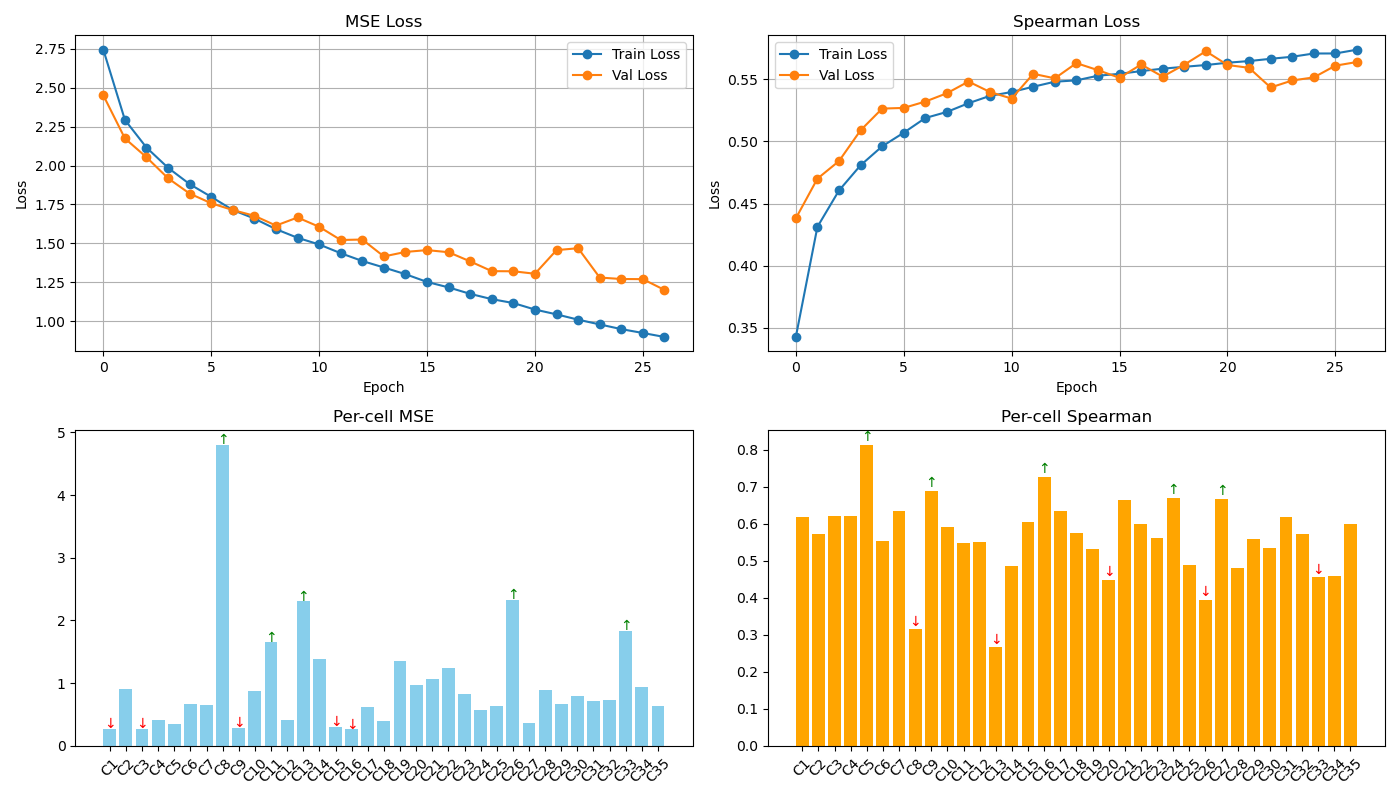 MSE Loss
2.75
2.50
2.25
2.00
1.75
1.50
1.25
1.00
Loss
Train Loss
Val Loss
0 5 10 15 20 25
Epoch
Spearman Loss
0.55
0.50
0.45
0.40
0.35
Loss
Train Loss
Val Loss
0 5 10 15 20 25
Epoch
Per-cell MSE
5
4
3
2
1
0
↓ ↓ ↑ ↓ ↑ ↑ ↓ ↓ ↑ ↑
C1 C2 C3 C4 C5 C6 C7 C8 C9 C10 C11 C12 C13 C14 C15 C16 C17 C18 C19 C20 C21 C22 C23 C24 C25 C26 C27 C28 C29 C30 C31 C32 C33 C34 C35
Per-cell Spearman
0.8
0.7
0.6
0.5
0.4
0.3
0.2
0.1
0.0
↑ ↓ ↑ ↓ ↑ ↓ ↑ ↓ ↑ ↓
C1 C2 C3 C4 C5 C6 C7 C8 C9 C10 C11 C12 C13 C14 C15 C16 C17 C18 C19 C20 C21 C22 C23 C24 C25 C26 C27 C28 C29 C30 C31 C32 C33 C34 C35